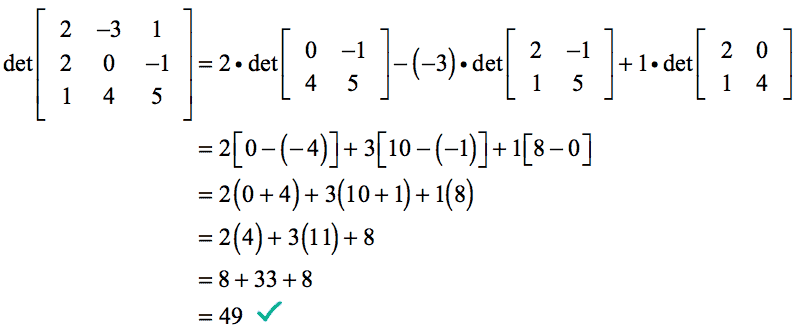 det[ 2 −3 1 ; 2 0 −1 ; 1 4 5 ] = 2 • det[ 0 −1 ; 4 5 ] − (−3) • det[ 2 −1 ; 1 5 ] + 1 • det[ 2 0 ; 1 4 ]
= 2[0 − (−4)] + 3[10 − (−1)] + 1[8 − 0]
= 2(0 + 4) + 3(10 + 1) + 1(8)
= 2(4) + 3(11) + 8
= 8 + 33 + 8
= 49 ✓